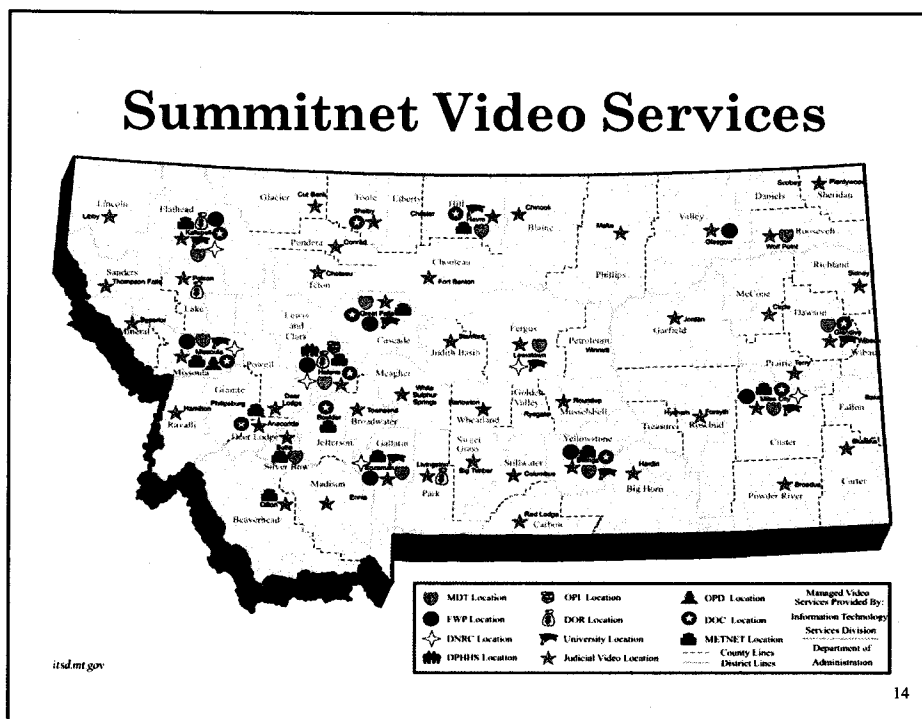 Summitnet Video Services
Lincoln
Libby
Flathead
Kalispell
Glacier
Cut Bank
Toole
Shelby
Liberty
Chester
Hill
Havre
Chinook
Blaine
Malta
Valley
Glasgow
Daniels
Scobey
Plentywood
Sheridan
Roosevelt
Wolf Point
Pondera
Conrad
Chouteau
Fort Benton
Phillips
Richland
Sidney
Sanders
Thompson Falls
Polson
Lake
Choteau
Teton
Mineral
Superior
Great Falls
Cascade
Lewis
and
Clark
Helena
Stanford
Judith Basin
Fergus
Lewistown
Petroleum
Winnett
Garfield
Jordan
McCone
Circle
Dawson
Glendive
Wibaux
Missoula
Missoula
Powell
Granite
Philipsburg
Deer
Lodge
Meagher
White
Sulphur
Springs
Harlowton
Wheatland
Golden
Valley
Ryegate
Roundup
Musselshell
Prairie
Terry
Miles City
Fallon
Baker
Hamilton
Ravalli
Anaconda
Deer Lodge
Butte
Silver Bow
Boulder
Jefferson
Townsend
Broadwater
Gallatin
Bozeman
Livingston
Park
Sweet
Grass
Big Timber
Stillwater
Columbus
Yellowstone
Billings
Hysham
Treasure
Forsyth
Rosebud
Custer
Hardin
Big Horn
Ekalaka
Carter
Broadus
Powder River
Madison
Ennis
Dillon
Beaverhead
Red Lodge
Carbon
MDT Location
FWP Location
DNRC Location
DPHHS Location
OPI Location
DOR Location
University Location
Judicial Video Location
OPD Location
DOC Location
METNET Location
County Lines
District Lines
Managed Video
Services Provided By:
Information Technology
Services Division
Department of
Administration
itsd.mt.gov
14